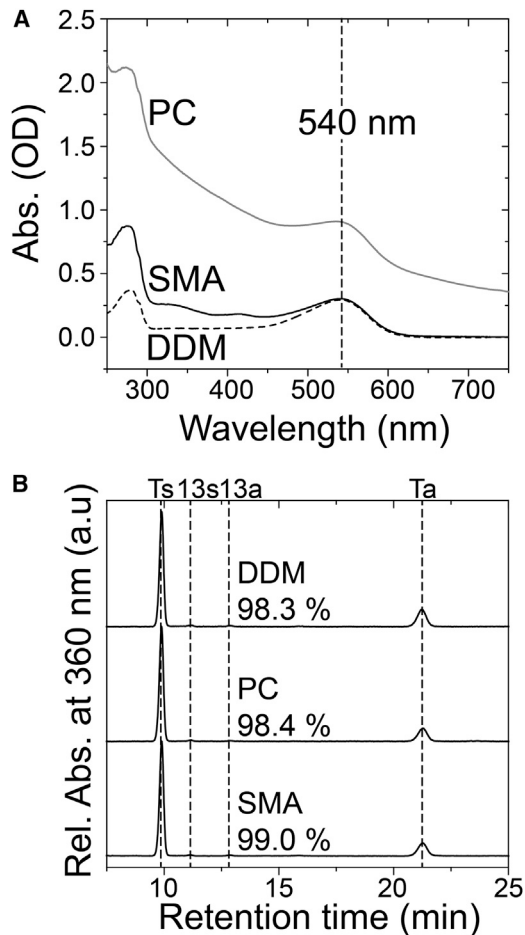 A
2.5
2.0
1.5
1.0
0.5
0.0
Abs. (OD)
PC
540 nm
SMA
DDM
300 400 500 600 700
Wavelength (nm)
B
Ts 13s 13a Ta
Rel. Abs. at 360 nm (a.u)
DDM
98.3 %
PC
98.4 %
SMA
99.0 %
10 15 20 25
Retention time (min)